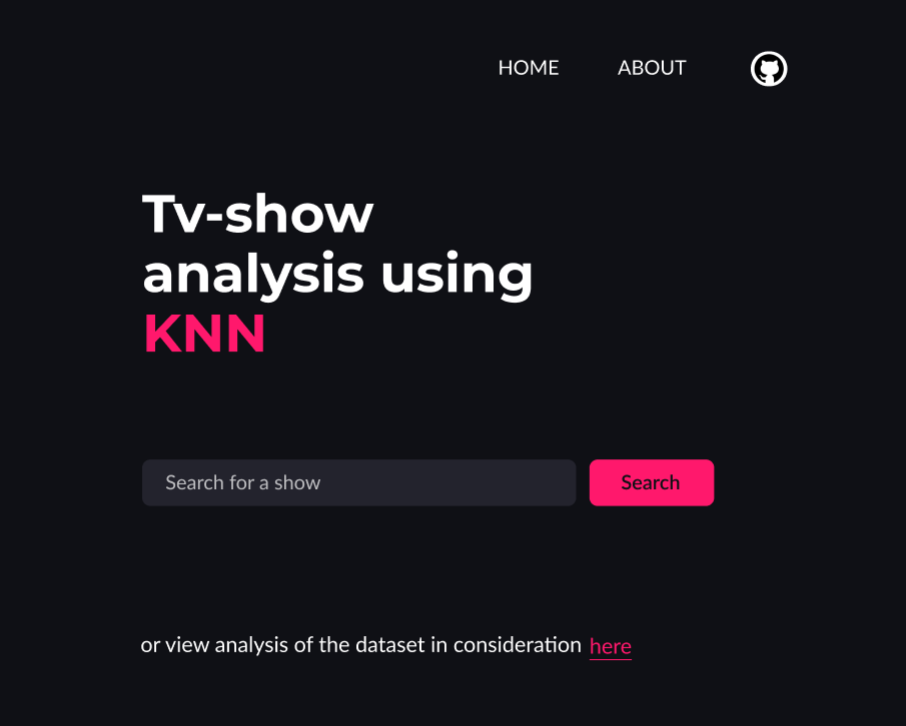 HOME ABOUT
Tv-show
analysis using
KNN
Search for a show Search
or view analysis of the dataset in consideration here